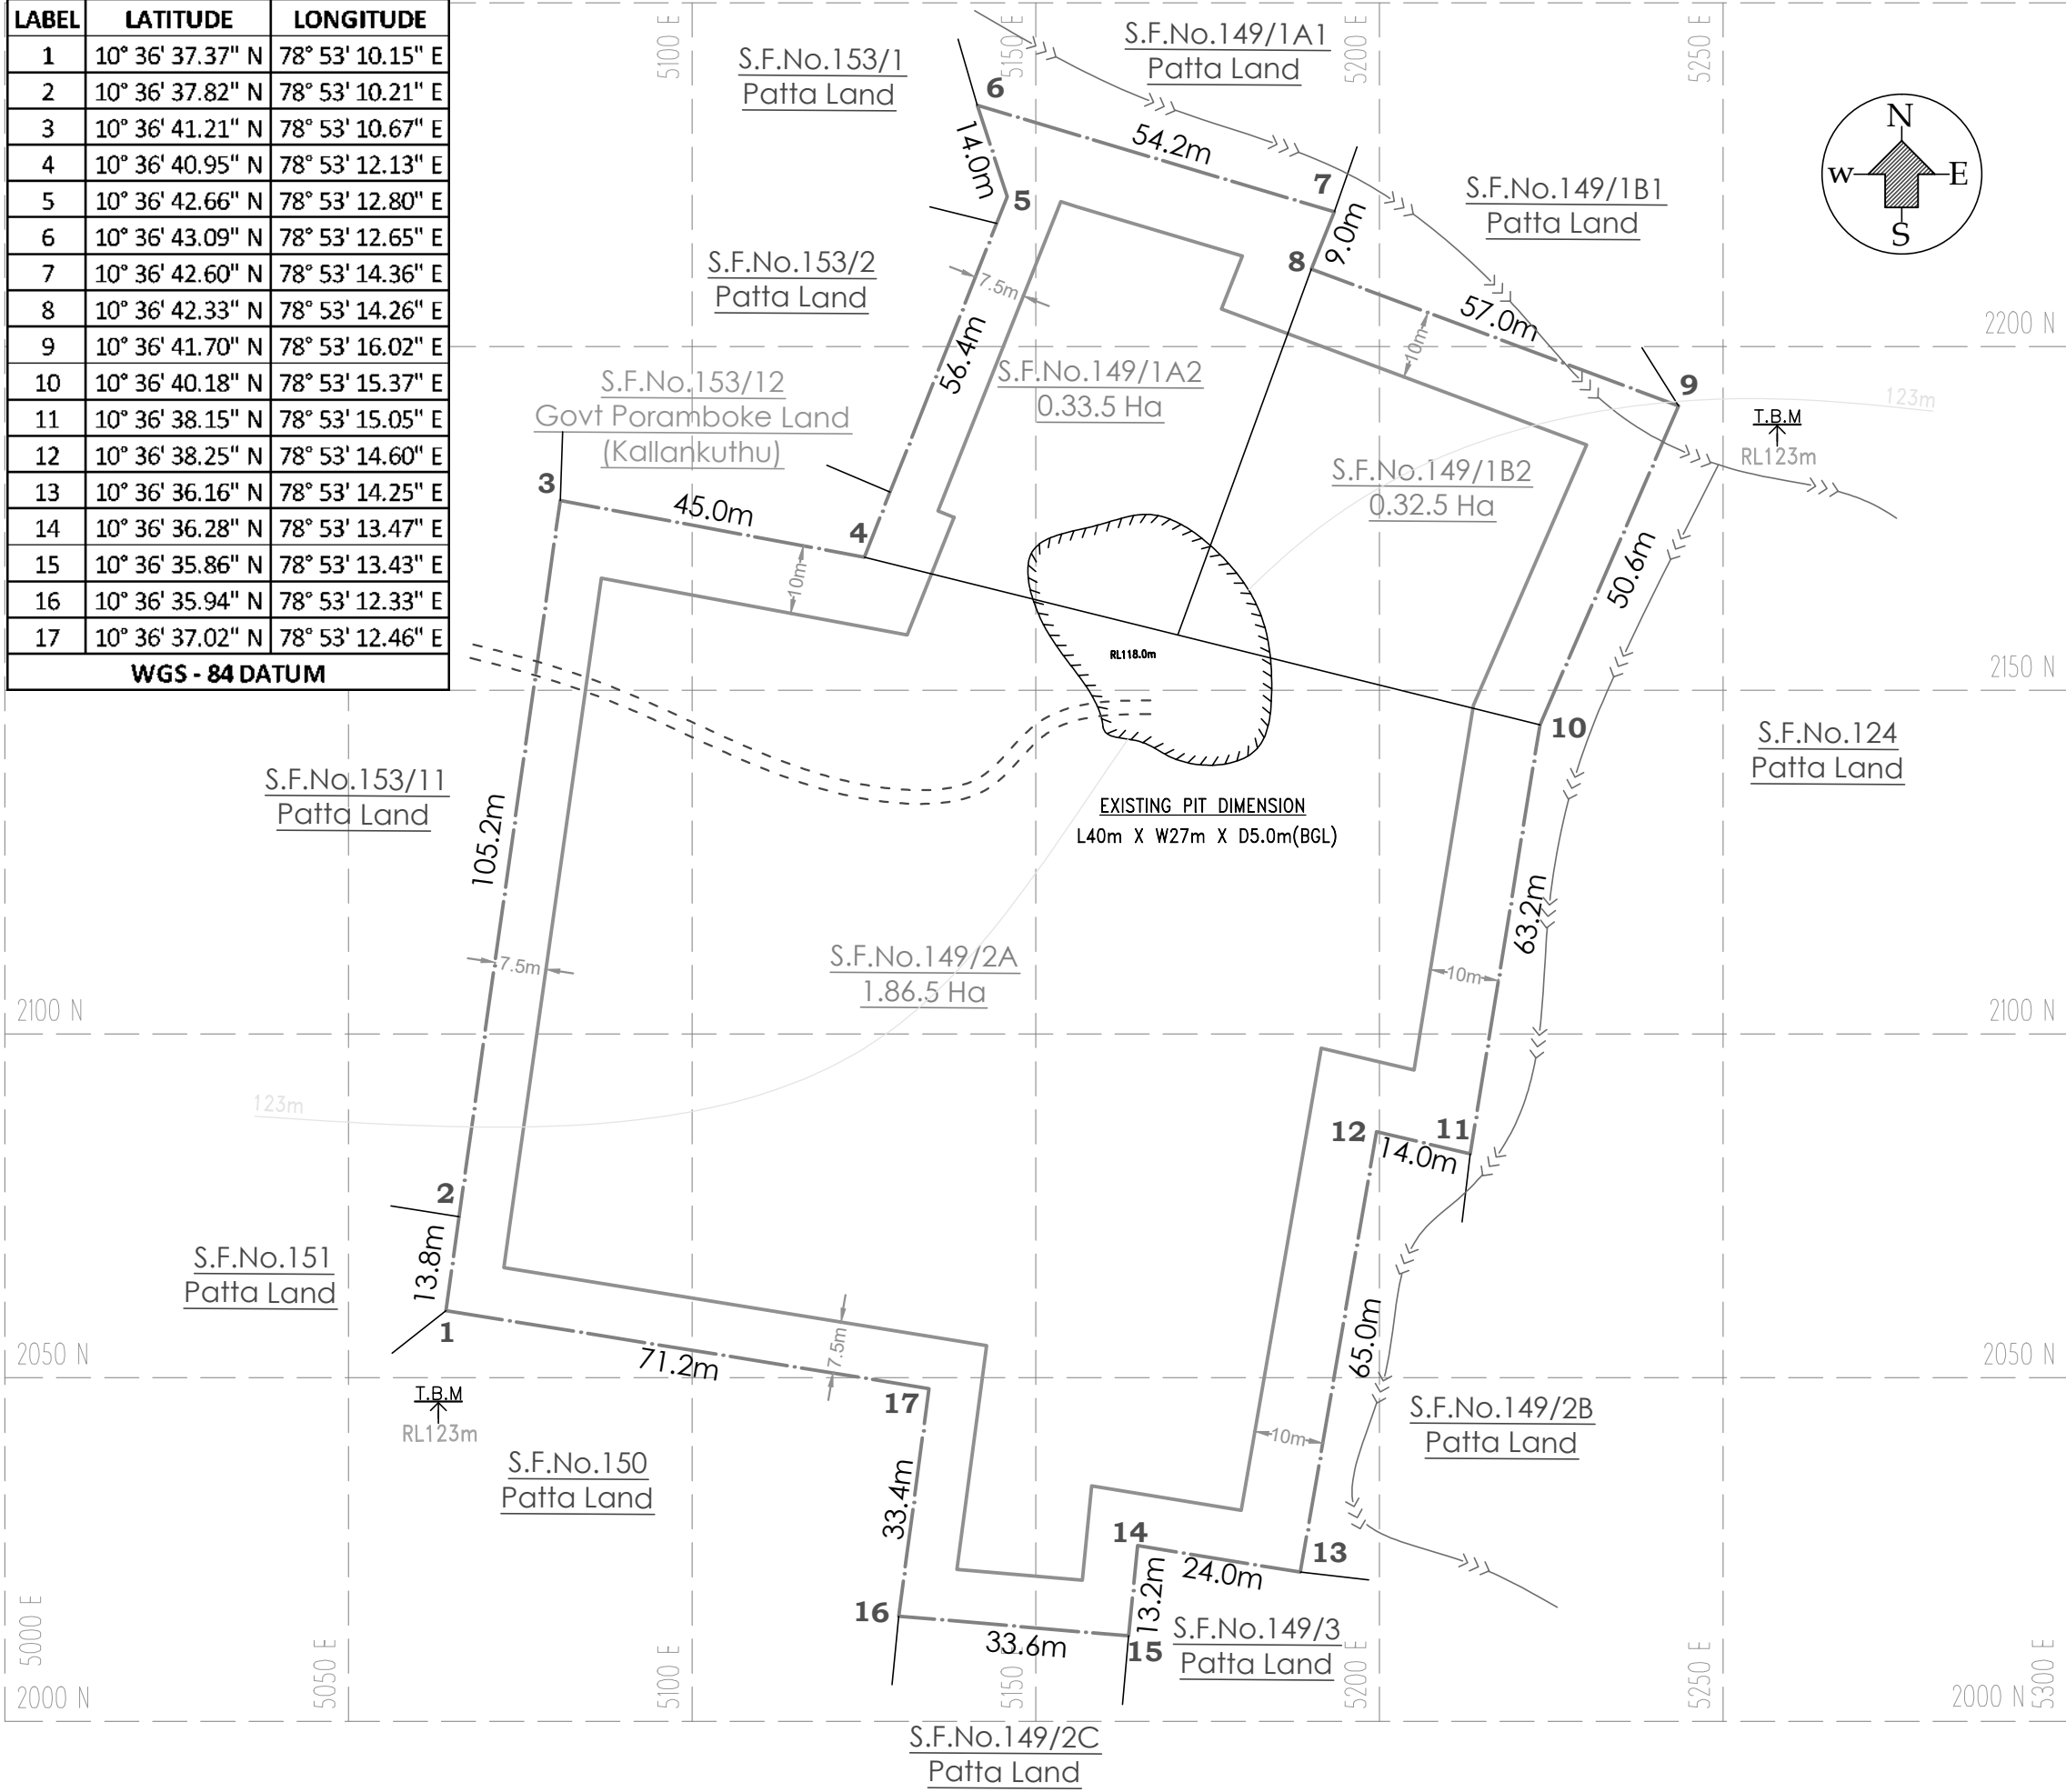 LABEL LATITUDE LONGITUDE
1 10° 36' 37.37" N 78° 53' 10.15" E
2 10° 36' 37.82" N 78° 53' 10.21" E
3 10° 36' 41.21" N 78° 53' 10.67" E
4 10° 36' 40.95" N 78° 53' 12.13" E
5 10° 36' 42.66" N 78° 53' 12.80" E
6 10° 36' 43.09" N 78° 53' 12.65" E
7 10° 36' 42.60" N 78° 53' 14.36" E
8 10° 36' 42.33" N 78° 53' 14.26" E
9 10° 36' 41.70" N 78° 53' 16.02" E
10 10° 36' 40.18" N 78° 53' 15.37" E
11 10° 36' 38.15" N 78° 53' 15.05" E
12 10° 36' 38.25" N 78° 53' 14.60" E
13 10° 36' 36.16" N 78° 53' 14.25" E
14 10° 36' 36.28" N 78° 53' 13.47" E
15 10° 36' 35.86" N 78° 53' 13.43" E
16 10° 36' 35.94" N 78° 53' 12.33" E
17 10° 36' 37.02" N 78° 53' 12.46" E
WGS - 84 DATUM
5100 E
5150 E
5200 E
5250 E
S.F.No.153/1
Patta Land
S.F.No.149/1A1
Patta Land
N
W
E
S
6
14.0m
54.2m
5
7
9.0m
8
S.F.No.149/1B1
Patta Land
S.F.No.153/2
Patta Land
7.5m
57.0m
10m
2200 N
56.4m
S.F.No.149/1A2
0.33.5 Ha
S.F.No.153/12
Govt Poramboke Land
(Kallankuthu)
9
123m
T.B.M
RL123m
S.F.No.149/1B2
0.32.5 Ha
3
45.0m
4
10m
50.6m
RL118.0m
2150 N
10
S.F.No.124
Patta Land
S.F.No.153/11
Patta Land
105.2m
EXISTING PIT DIMENSION
L40m X W27m X D5.0m(BGL)
63.2m
7.5m
S.F.No.149/2A
1.86.5 Ha
10m
2100 N
2100 N
123m
12
11
14.0m
2
13.8m
S.F.No.151
Patta Land
1
71.2m
7.5m
65.0m
2050 N
2050 N
T.B.M
RL123m
17
S.F.No.149/2B
Patta Land
10m
S.F.No.150
Patta Land
33.4m
14
13
24.0m
13.2m
16
33.6m
15
S.F.No.149/3
Patta Land
5000 E
5050 E
5100 E
5150 E
5200 E
5250 E
5300 E
2000 N
2000 N
S.F.No.149/2C
Patta Land